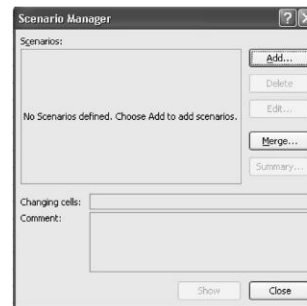 Scenario Manager
Scenarios:
No Scenarios defined. Choose Add to add scenarios.
Add...
Delete
Edit...
Merge...
Summary...
Changing cells:
Comment:
Show
Close